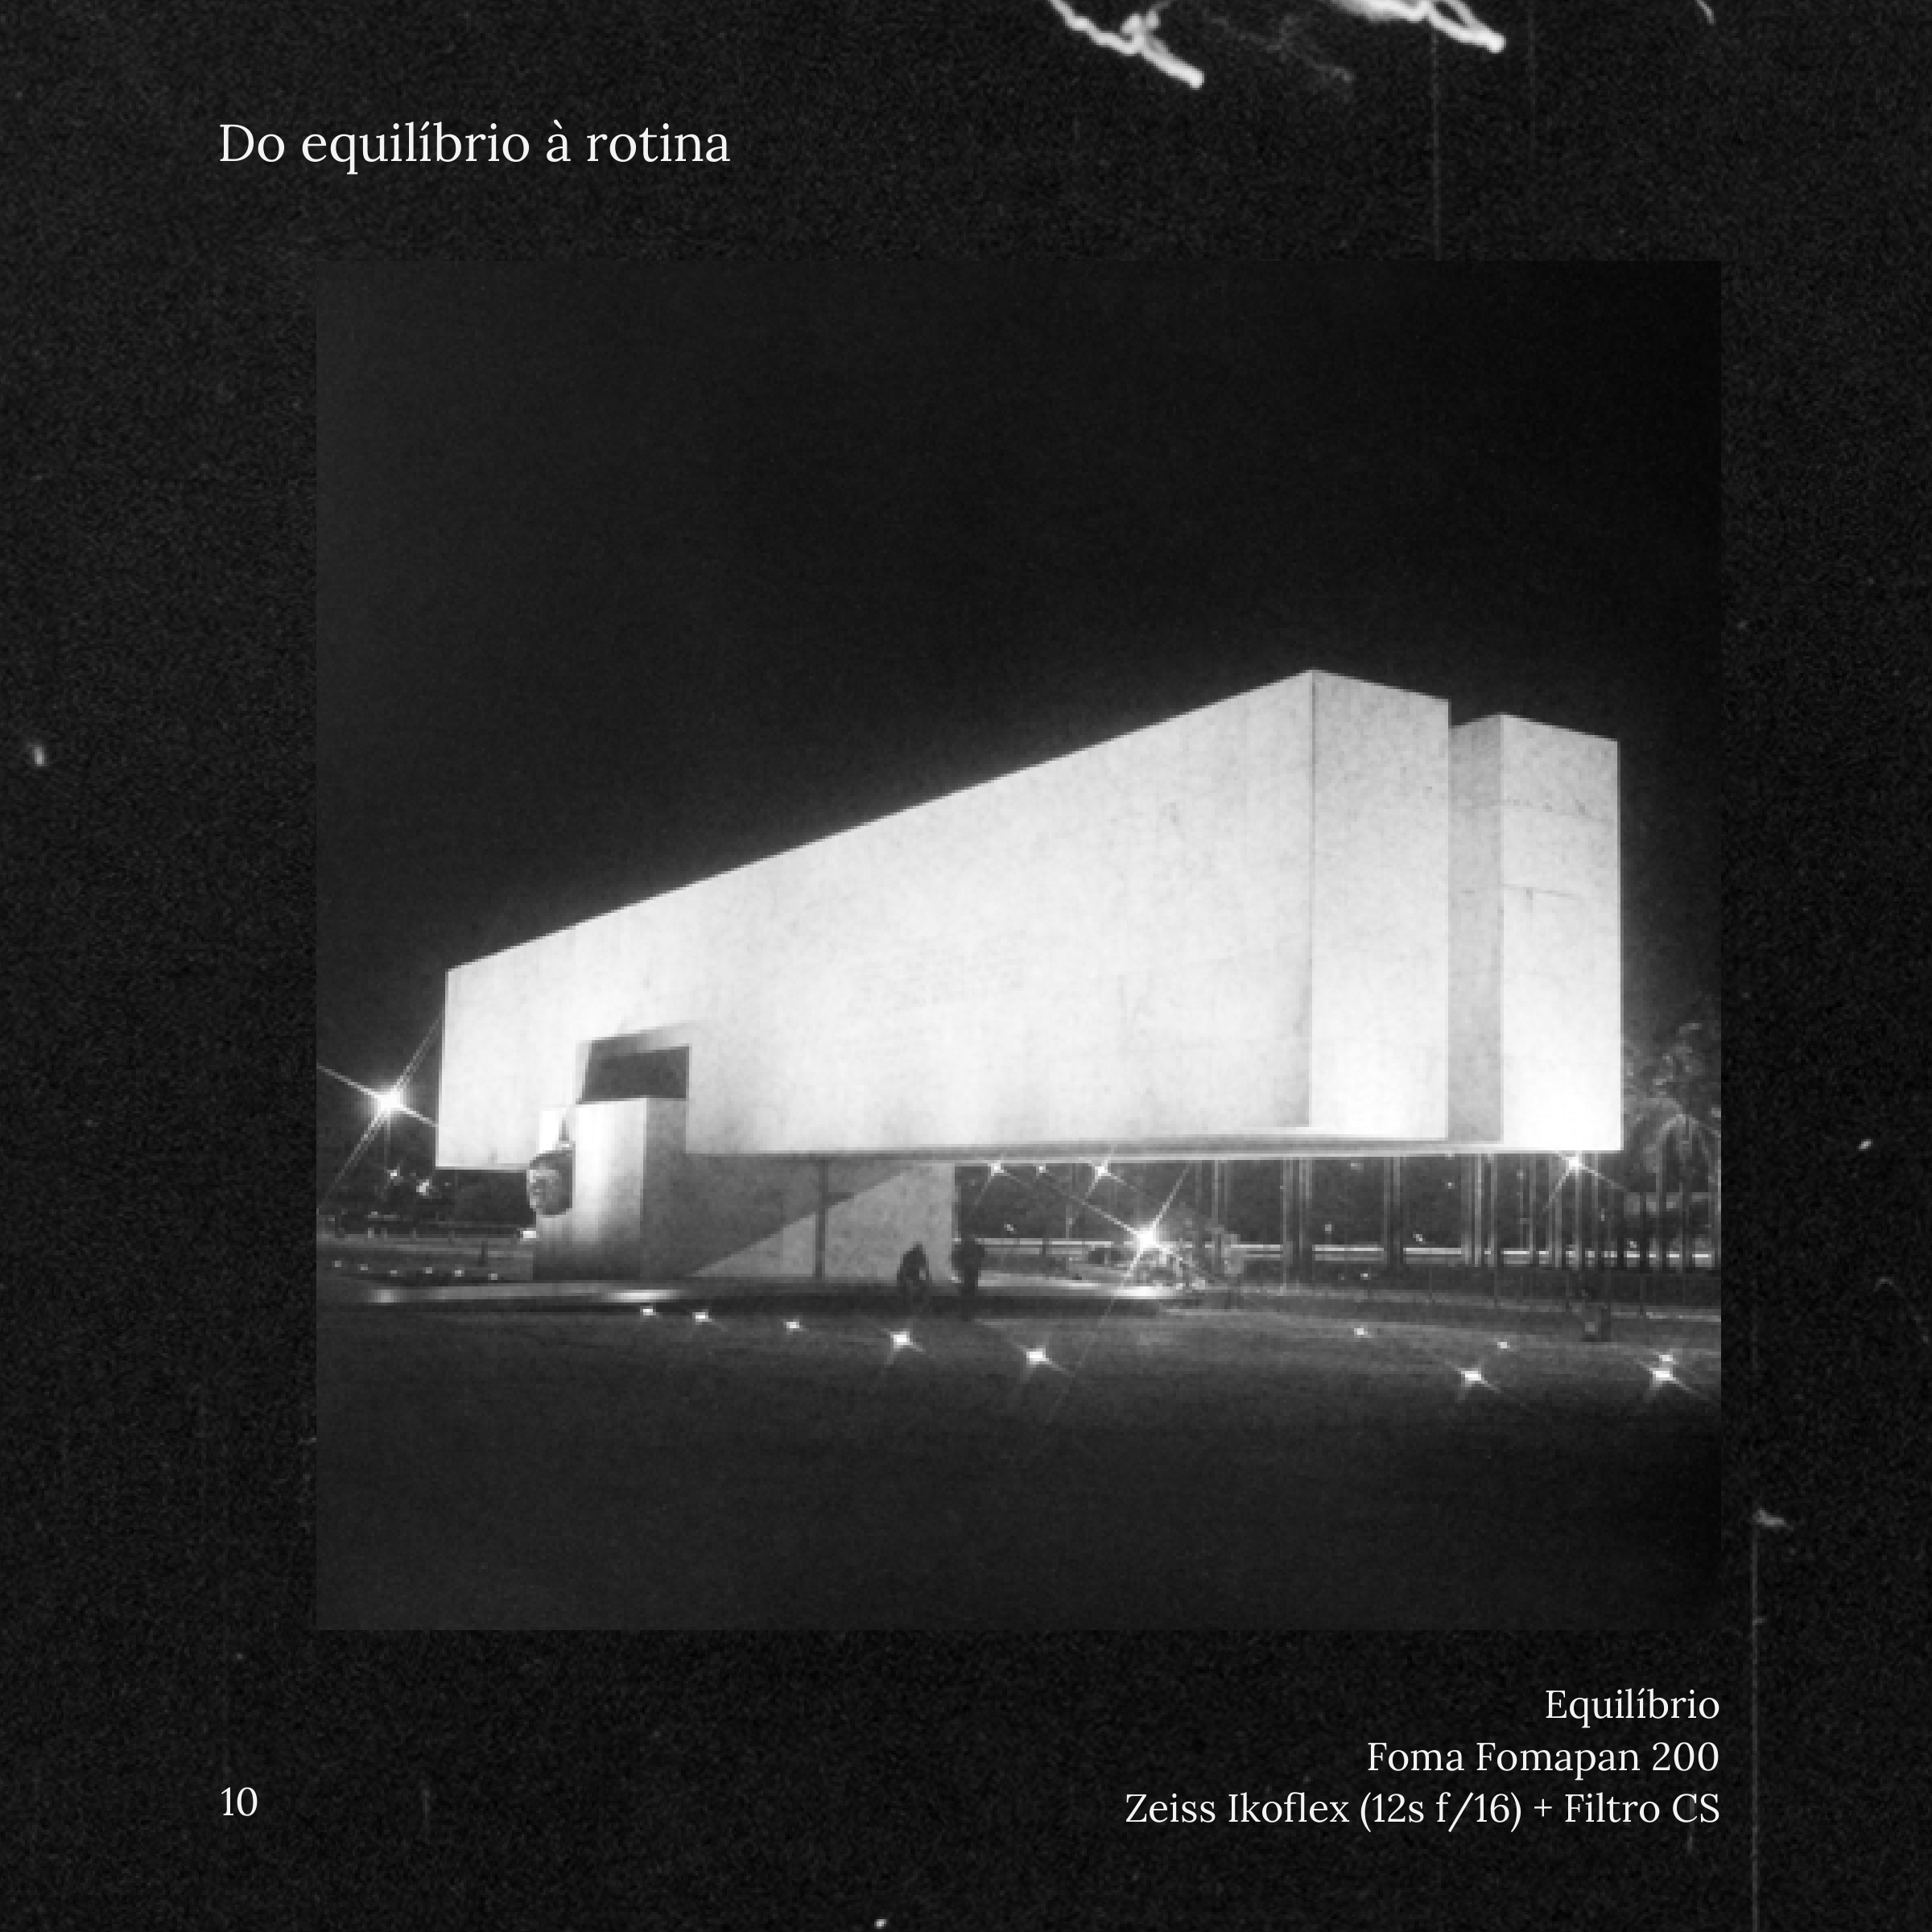 Do equilíbrio à rotina
Equilíbrio
Foma Fomapan 200
10
Zeiss Ikoflex (12s f/16) + Filtro CS